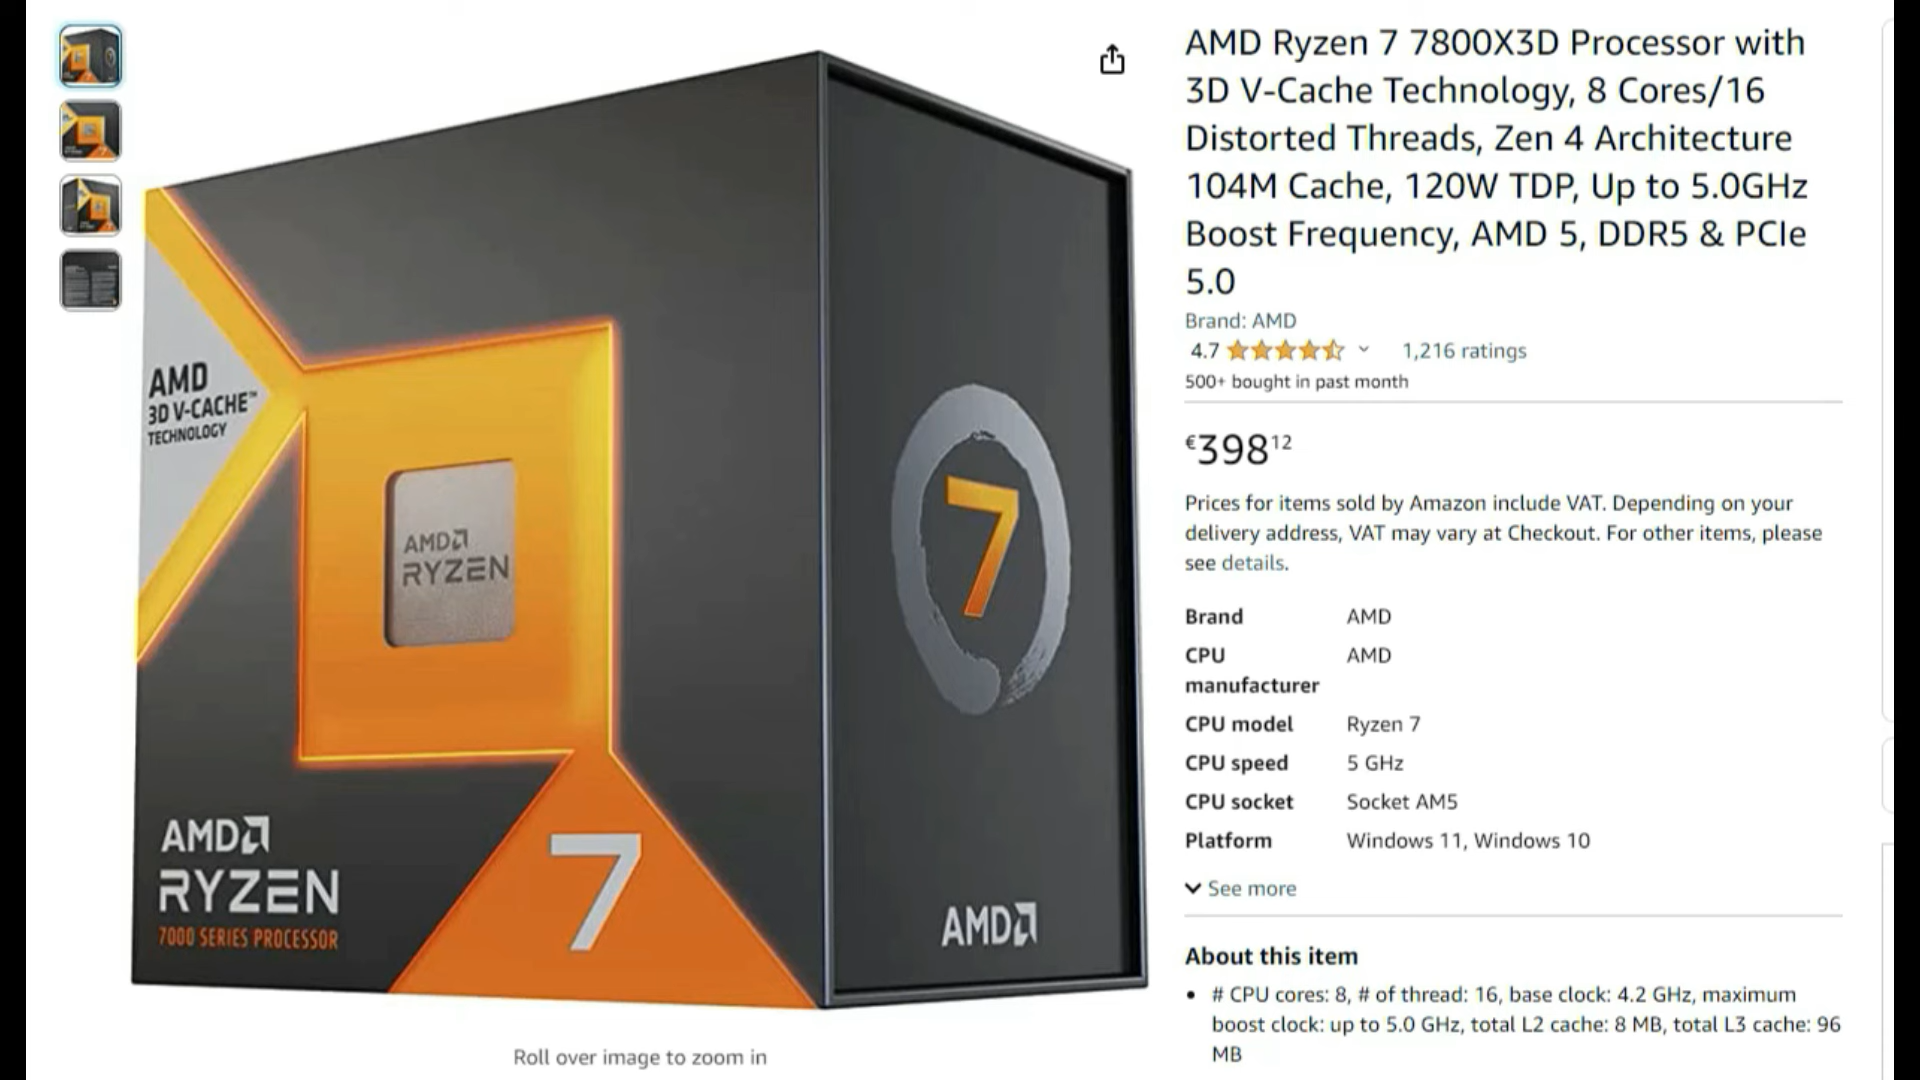 AMD Ryzen 7 7800X3D Processor with
3D V-Cache Technology, 8 Cores/16
Distorted Threads, Zen 4 Architecture
104M Cache, 120W TDP, Up to 5.0GHz
Boost Frequency, AMD 5, DDR5 & PCIe
5.0
Brand: AMD
4.7 1,216 ratings
500+ bought in past month
€39812
Prices for items sold by Amazon include VAT. Depending on your
delivery address, VAT may vary at Checkout. For other items, please
see details.
Brand AMD
CPU AMD
manufacturer
CPU model Ryzen 7
CPU speed 5 GHz
CPU socket Socket AM5
Platform Windows 11, Windows 10
See more
About this item
• # CPU cores: 8, # of thread: 16, base clock: 4.2 GHz, maximum
boost clock: up to 5.0 GHz, total L2 cache: 8 MB, total L3 cache: 96
MB
AMD
3D V-CACHE™
TECHNOLOGY
AMD
RYZEN
AMD
RYZEN
7000 SERIES PROCESSOR
7
7
AMD
Roll over image to zoom in